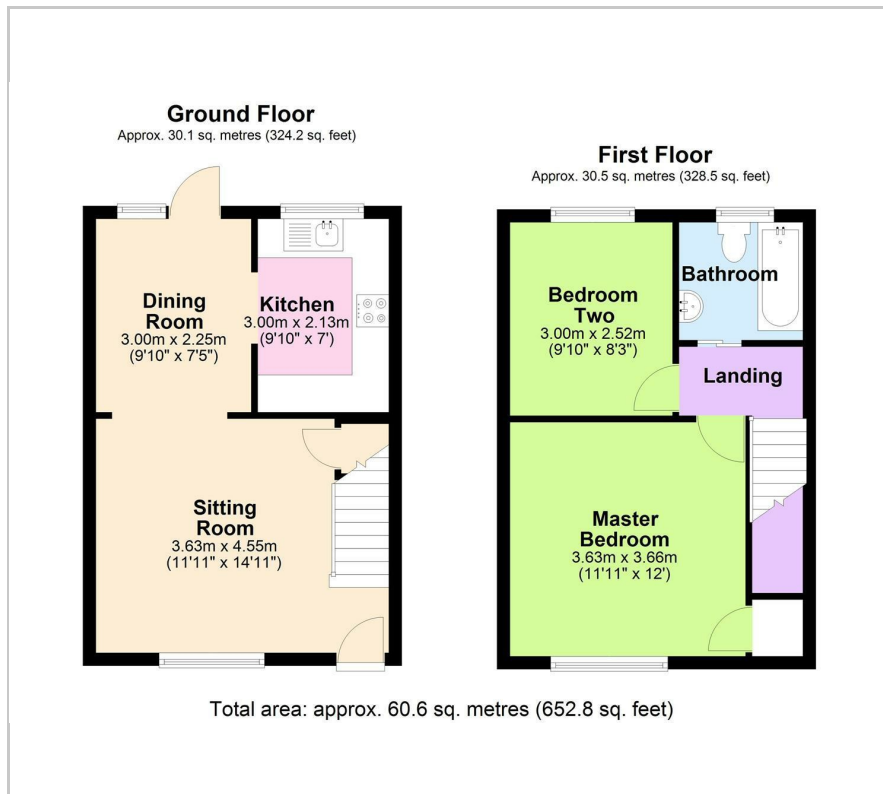 Ground Floor
Approx. 30.1 sq. metres (324.2 sq. feet)
Dining
Room
3.00m x 2.25m
(9'10" x 7'5")
Kitchen
3.00m x 2.13m
(9'10" x 7')
Sitting
Room
3.63m x 4.55m
(11'11" x 14'11")
First Floor
Approx. 30.5 sq. metres (328.5 sq. feet)
Bedroom
Two
3.00m x 2.52m
(9'10" x 8'3")
Bathroom
Landing
Master
Bedroom
3.63m x 3.66m
(11'11" x 12')
Total area: approx. 60.6 sq. metres (652.8 sq. feet)